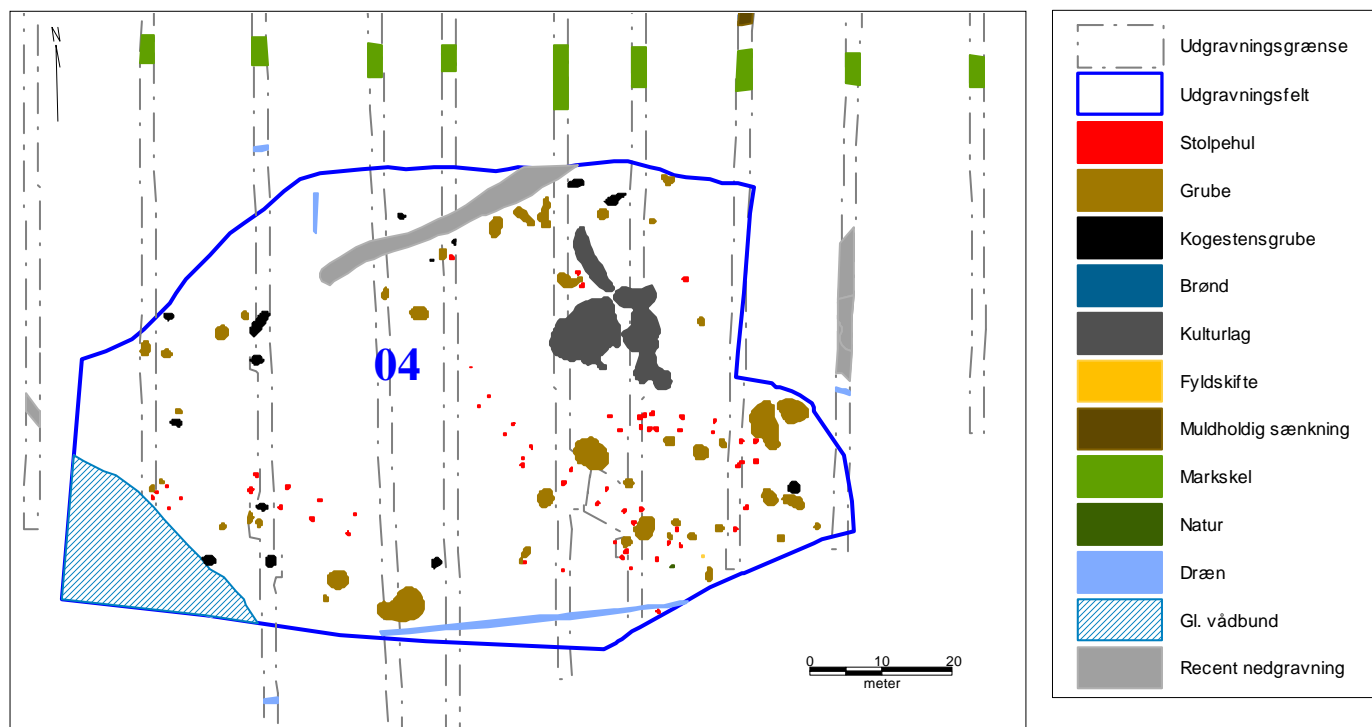 N
04
0 10 20
meter
Udgravningsgrænse
Udgravningsfelt
Stolpehul
Grube
Kogestensgrube
Brønd
Kulturlag
Fyldskifte
Muldholdig sænkning
Markskel
Natur
Dræn
Gl. vådbund
Recent nedgravning